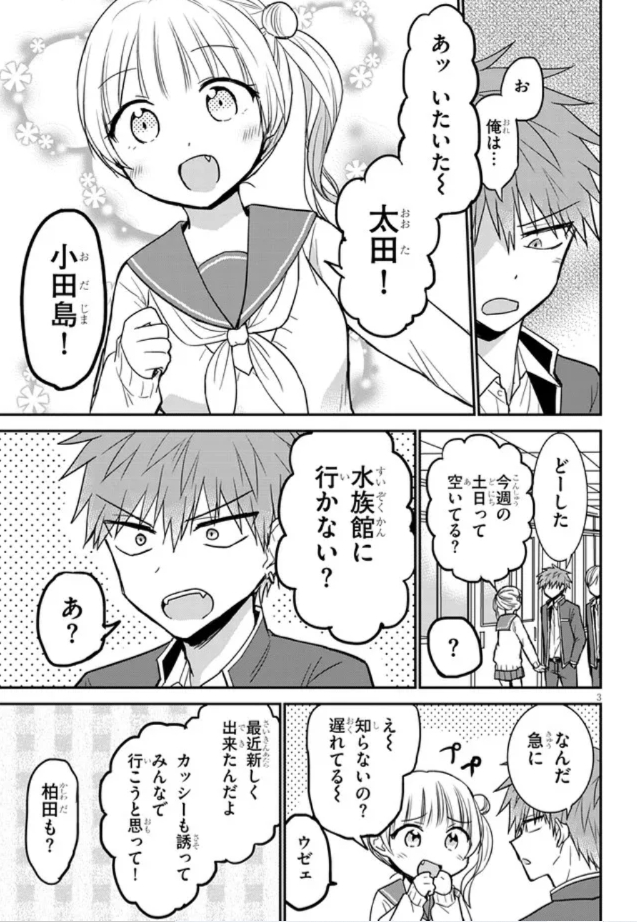 お
俺は…
あッ いたいた〜
太田！
小田島！
どーした
今週の
土日って
空いてる？
？
水族館に
行かない？
あ？
3
なんだ
急に
え〜
知らないの？
遅れてる〜
ウゼェ
最近新しく
出来たんだよ
カッシーも誘って
みんなで
行こうと思って！
柏田も？